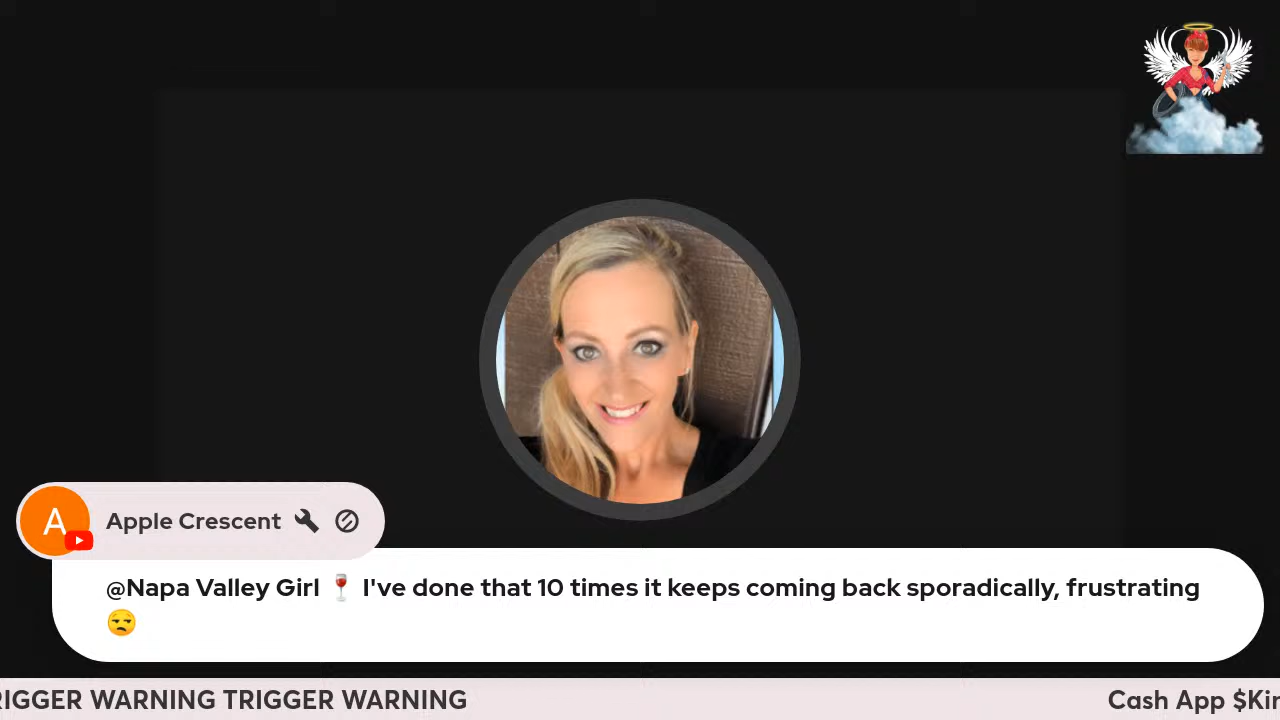 A
Apple Crescent
@Napa Valley Girl 🍷 I've done that 10 times it keeps coming back sporadically, frustrating
😒
RIGGER WARNING TRIGGER WARNING
Cash App $Kin